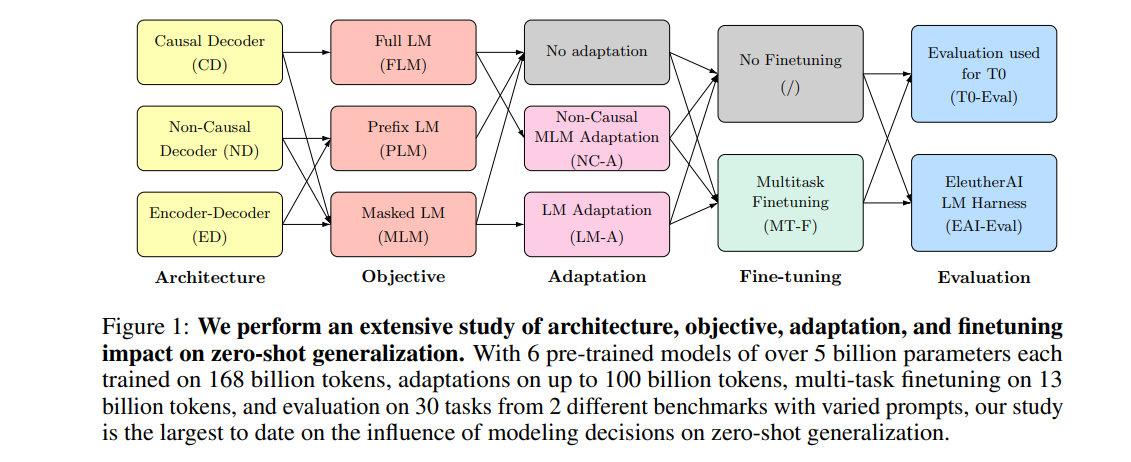 Causal Decoder
(CD)
Non-Causal
Decoder (ND)
Encoder-Decoder
(ED)
Architecture
Full LM
(FLM)
Prefix LM
(PLM)
Masked LM
(MLM)
Objective
No adaptation
Non-Causal
MLM Adaptation
(NC-A)
LM Adaptation
(LM-A)
Adaptation
No Finetuning
(/)
Multitask
Finetuning
(MT-F)
Fine-tuning
Evaluation used
for T0
(T0-Eval)
EleutherAI
LM Harness
(EAI-Eval)
Evaluation
Figure 1: We perform an extensive study of architecture, objective, adaptation, and finetuning
impact on zero-shot generalization. With 6 pre-trained models of over 5 billion parameters each
trained on 168 billion tokens, adaptations on up to 100 billion tokens, multi-task finetuning on 13
billion tokens, and evaluation on 30 tasks from 2 different benchmarks with varied prompts, our study
is the largest to date on the influence of modeling decisions on zero-shot generalization.